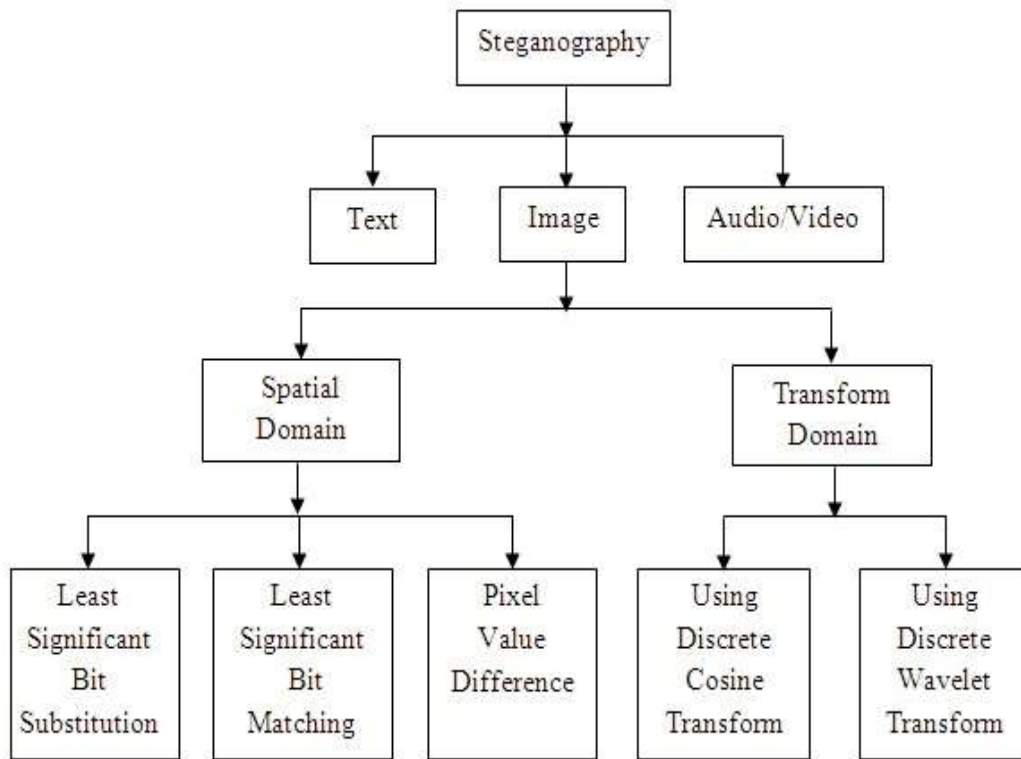 Steganography
Text
Image
Audio/Video
Spatial
Domain
Transform
Domain
Least
Significant
Bit
Substitution
Least
Significant
Bit
Matching
Pixel
Value
Difference
Using
Discrete
Cosine
Transform
Using
Discrete
Wavelet
Transform